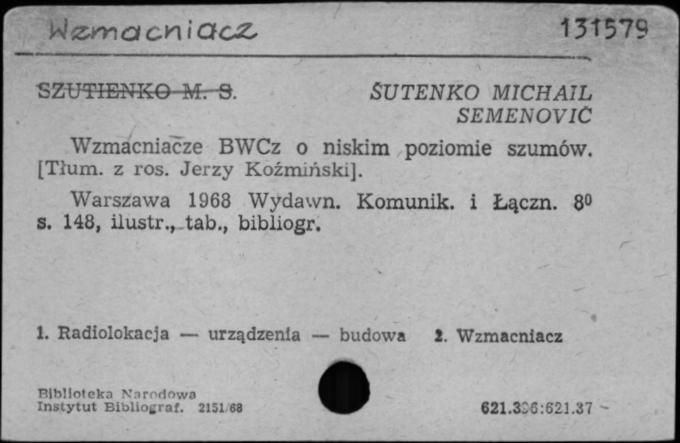 Wzmacniacz 131579
SZUTIENKO M. S. ŠUTENKO MICHAIL
SEMENOVIČ
Wzmacniacze BWCz o niskim poziomie szumów.
[Tłum. z ros. Jerzy Koźmiński].
Warszawa 1968 Wydawn. Komunik. i Łączn. 8⁰
s. 148, ilustr., tab., bibliogr.
1. Radiolokacja — urządzenia — budowa 2. Wzmacniacz
Biblioteka Narodowa
Instytut Bibliograf. 2151/68 621.396:621.37